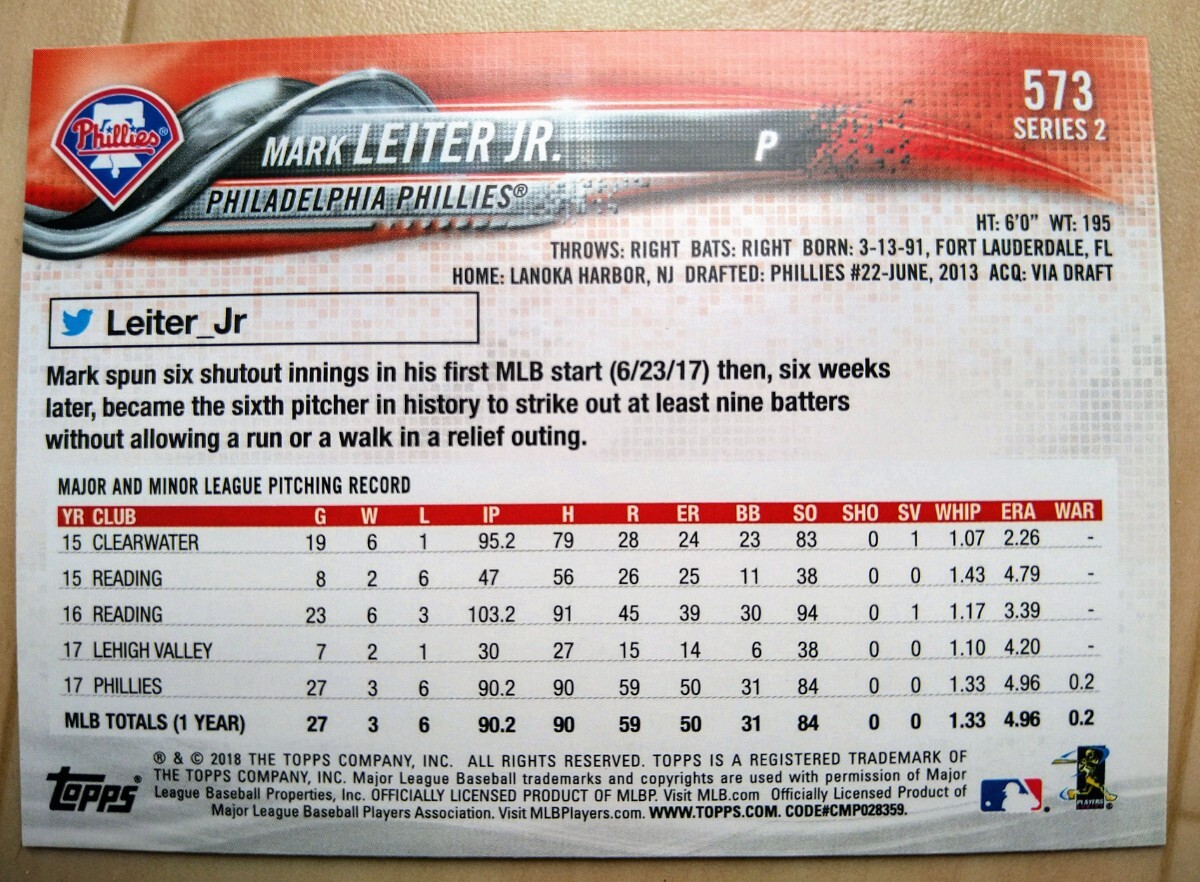 573
SERIES 2
Phillies®
MARK LEITER JR. P
PHILADELPHIA PHILLIES®
HT: 6'0" WT: 195
THROWS: RIGHT BATS: RIGHT BORN: 3-13-91, FORT LAUDERDALE, FL
HOME: LANOKA HARBOR, NJ DRAFTED: PHILLIES #22-JUNE, 2013 ACQ: VIA DRAFT
Leiter_Jr
Mark spun six shutout innings in his first MLB start (6/23/17) then, six weeks
later, became the sixth pitcher in history to strike out at least nine batters
without allowing a run or a walk in a relief outing.
MAJOR AND MINOR LEAGUE PITCHING RECORD
YR CLUB G W L IP H R ER BB SO SHO SV WHIP ERA WAR
15 CLEARWATER 19 6 1 95.2 79 28 24 23 83 0 1 1.07 2.26 -
15 READING 8 2 6 47 56 26 25 11 38 0 0 1.43 4.79 -
16 READING 23 6 3 103.2 91 45 39 30 94 0 1 1.17 3.39 -
17 LEHIGH VALLEY 7 2 1 30 27 15 14 6 38 0 0 1.10 4.20 -
17 PHILLIES 27 3 6 90.2 90 59 50 31 84 0 0 1.33 4.96 0.2
MLB TOTALS (1 YEAR) 27 3 6 90.2 90 59 50 31 84 0 0 1.33 4.96 0.2
® & © 2018 THE TOPPS COMPANY, INC. ALL RIGHTS RESERVED. TOPPS IS A REGISTERED TRADEMARK OF
THE TOPPS COMPANY, INC. Major League Baseball trademarks and copyrights are used with permission of Major
League Baseball Properties, Inc. OFFICIALLY LICENSED PRODUCT OF MLBP. Visit MLB.com Officially Licensed Product of
Major League Baseball Players Association. Visit MLBPlayers.com. WWW.TOPPS.COM. CODE#CMP028359.
Topps®
PLAYERS